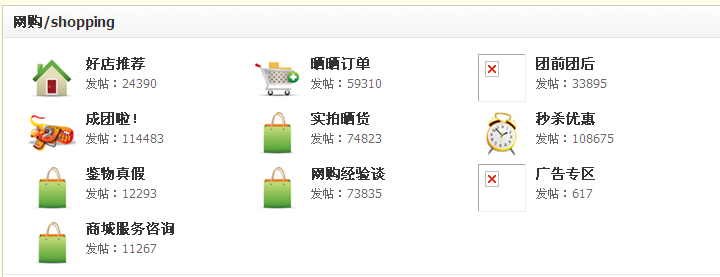 网购/shopping
好店推荐
发帖：24390
晒晒订单
发帖：59310
团前团后
发帖：33895
成团啦！
发帖：114483
实拍晒货
发帖：74823
秒杀优惠
发帖：108675
鉴物真假
发帖：12293
网购经验谈
发帖：73835
广告专区
发帖：617
商城服务咨询
发帖：11267